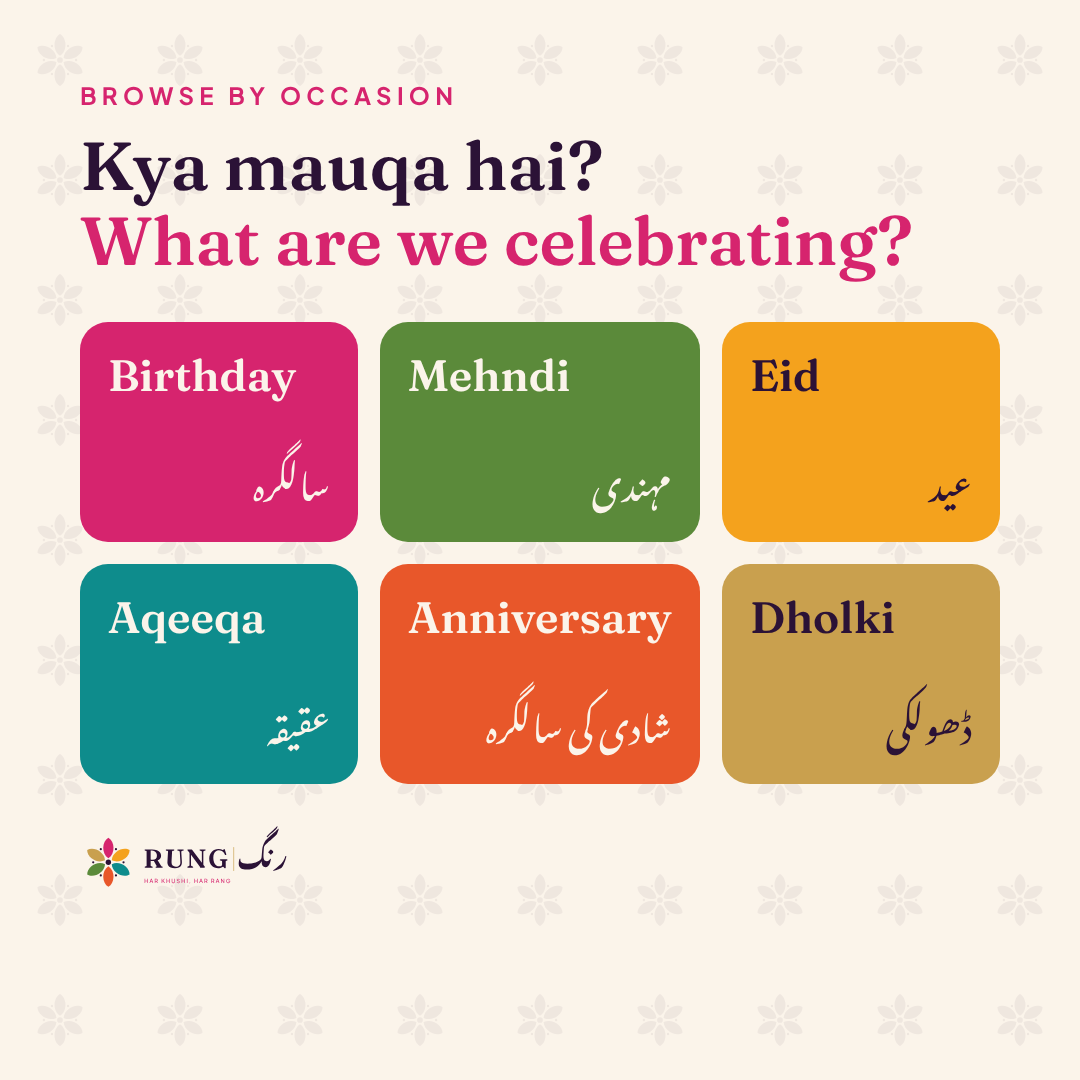 BROWSE BY OCCASION
Kya mauqa hai?
What are we celebrating?
Birthday
سالگرہ
Mehndi
مہندی
Eid
عید
Aqeeqa
عقیقہ
Anniversary
شادی کی سالگرہ
Dholki
ڈھولکی
RUNG رنگ
HAR KHUSHI. HAR RANG